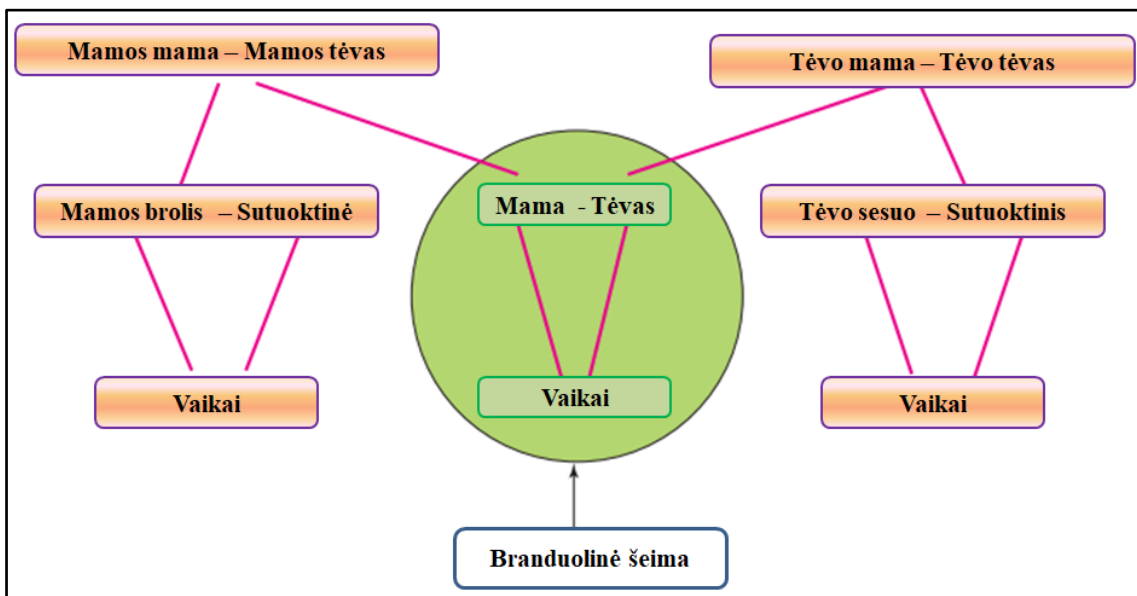 Mamos mama – Mamos tėvas
Tėvo mama – Tėvo tėvas
Mamos brolis – Sutuoktinė
Mama - Tėvas
Tėvo sesuo – Sutuoktinis
Vaikai
Vaikai
Vaikai
Branduolinė šeima